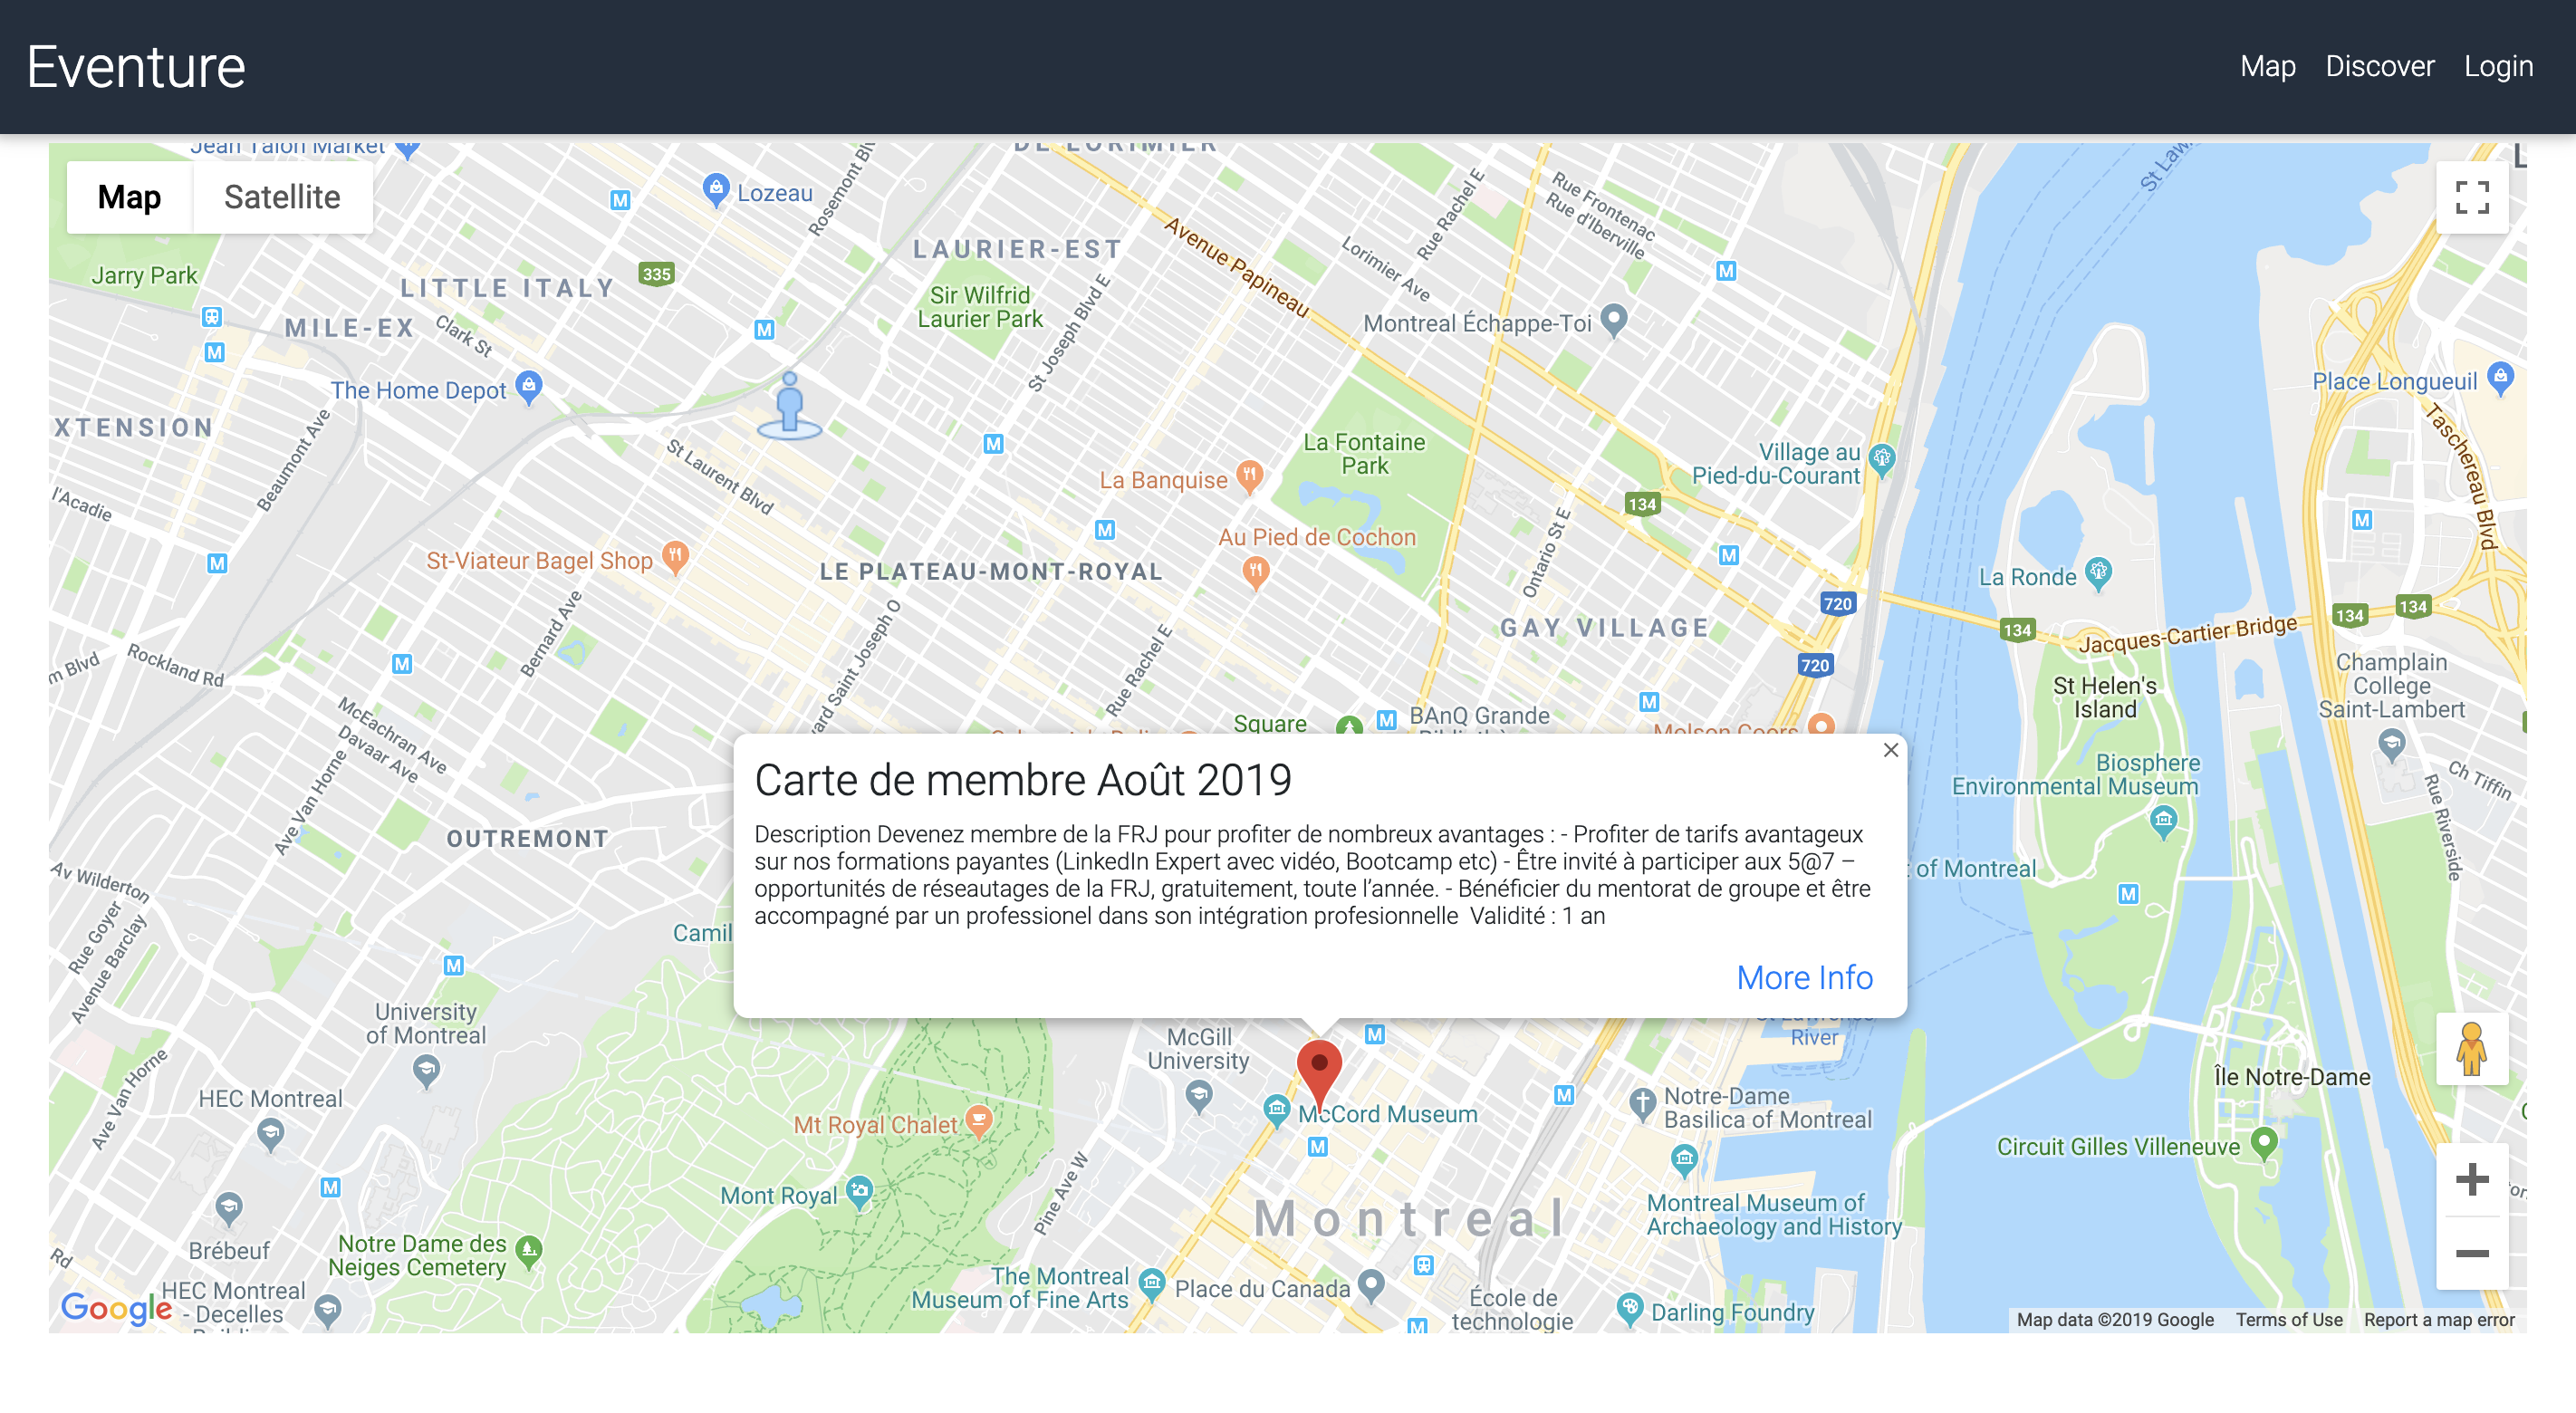 Eventure
Map Discover Login
Jean Talon Market
DE LORIMIER
Map Satellite
Lozeau
Rosemont
St
Jarry Park
LITTLE ITALY
335
LAURIER-EST
Sir Wilfrid
Laurier Park
St Joseph Blvd E
Avenue Papineau
Lorimier Ave
Rue Rachel E
Rue Frontenac
Rue d'Iberville
Montreal Échappe-Toi
MILE-EX
Clark St
The Home Depot
Place Longueuil
Taschereau Blvd
XTENSION
Beaumont Ave
l'Acadie
St Laurent Blvd
La Fontaine
Park
La Banquise
Village au
Pied-du-Courant
134
Au Pied de Cochon
Ontario St E
St-Viateur Bagel Shop
LE PLATEAU-MONT-ROYAL
La Ronde
720
134
134
134
Jacques-Cartier Bridge
GAY VILLAGE
720
Bernard Ave
Rockland Rd
m Blvd
McEachran Ave
Davaar Ave
Ave Van Horne
ard Saint Joseph O
Rue Rachel E
Square
BAnQ Grande
Molson Coors
St Helen's
Island
Champlain
College
Saint-Lambert
Biosphere
Environmental Museum
Ch Tiffin
Rue Riverside
OUTREMONT
Av Wilderton
Rue Goyer
Avenue Barclay
Camil
Carte de membre Août 2019
Description Devenez membre de la FRJ pour profiter de nombreux avantages : - Profiter de tarifs avantageux
sur nos formations payantes (LinkedIn Expert avec vidéo, Bootcamp etc) - Être invité à participer aux 5@7 –
opportunités de réseautages de la FRJ, gratuitement, toute l’année. - Bénéficier du mentorat de groupe et être
accompagné par un professionel dans son intégration profesionnelle Validité : 1 an
More Info
of Montreal
River
University
of Montreal
McGill
University
HEC Montreal
Ave Van Horne
Mt Royal Chalet
McCord Museum
Notre-Dame
Basilica of Montreal
Île Notre-Dame
Circuit Gilles Villeneuve
Mont Royal
Pine Ave W
Montreal
Montreal Museum of
Archaeology and History
Brébeuf
Notre Dame des
Neiges Cemetery
Rd
HEC Montreal
- Decelles
The Montreal
Museum of Fine Arts
Place du Canada
École de
technologie
Darling Foundry
Google
Map data ©2019 Google Terms of Use Report a map error